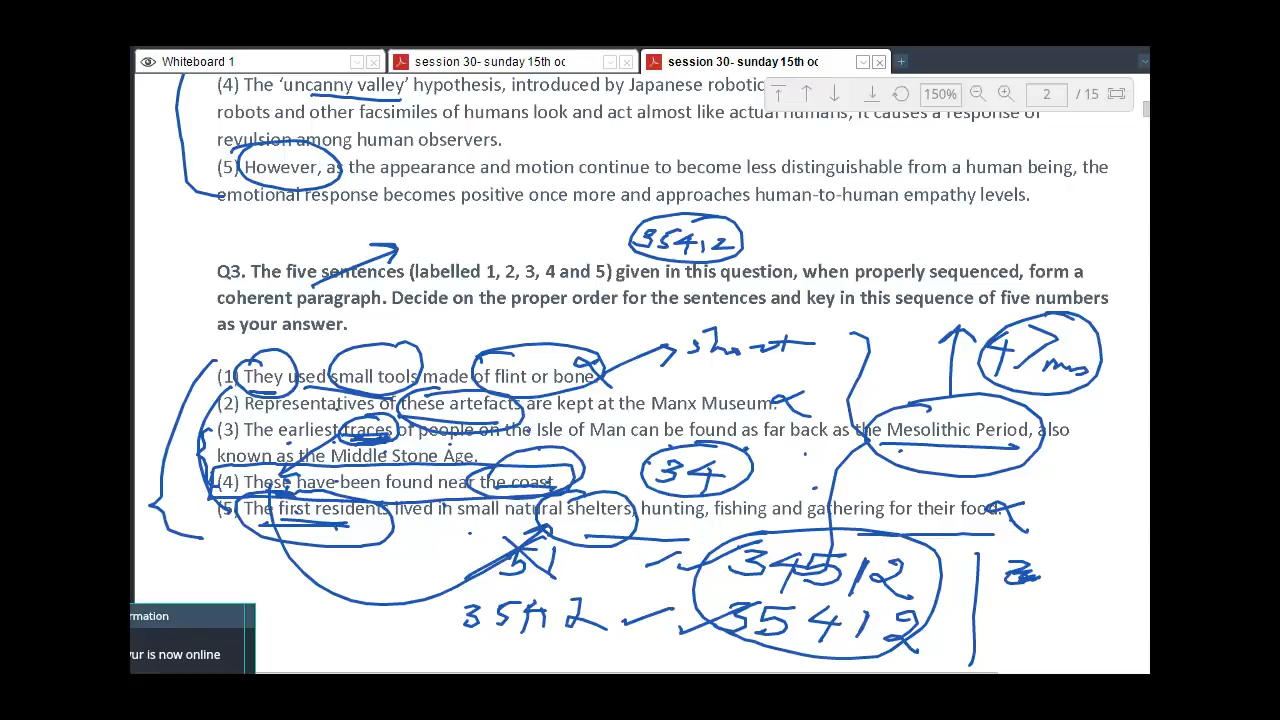 Whiteboard 1
session 30- sunday 15th oc
session 30- sunday 15th oc
150%
2
/ 15
(4) The ‘uncanny valley’ hypothesis, introduced by Japanese robotic
robots and other facsimiles of humans look and act almost like actual humans, it causes a response of
revulsion among human observers.
(5) However, as the appearance and motion continue to become less distinguishable from a human being, the
emotional response becomes positive once more and approaches human-to-human empathy levels.
35412
Q3. The five sentences (labelled 1, 2, 3, 4 and 5) given in this question, when properly sequenced, form a
coherent paragraph. Decide on the proper order for the sentences and key in this sequence of five numbers
as your answer.
short
(1) They used small tools made of flint or bone.
(2) Representatives of these artefacts are kept at the Manx Museum.
(3) The earliest traces of people on the Isle of Man can be found as far back as the Mesolithic Period, also
known as the Middle Stone Age.
34
(4) These have been found near the coast.
(5) The first residents lived in small natural shelters, hunting, fishing and gathering for their food.
51
34512
35412
rmation
wur is now online